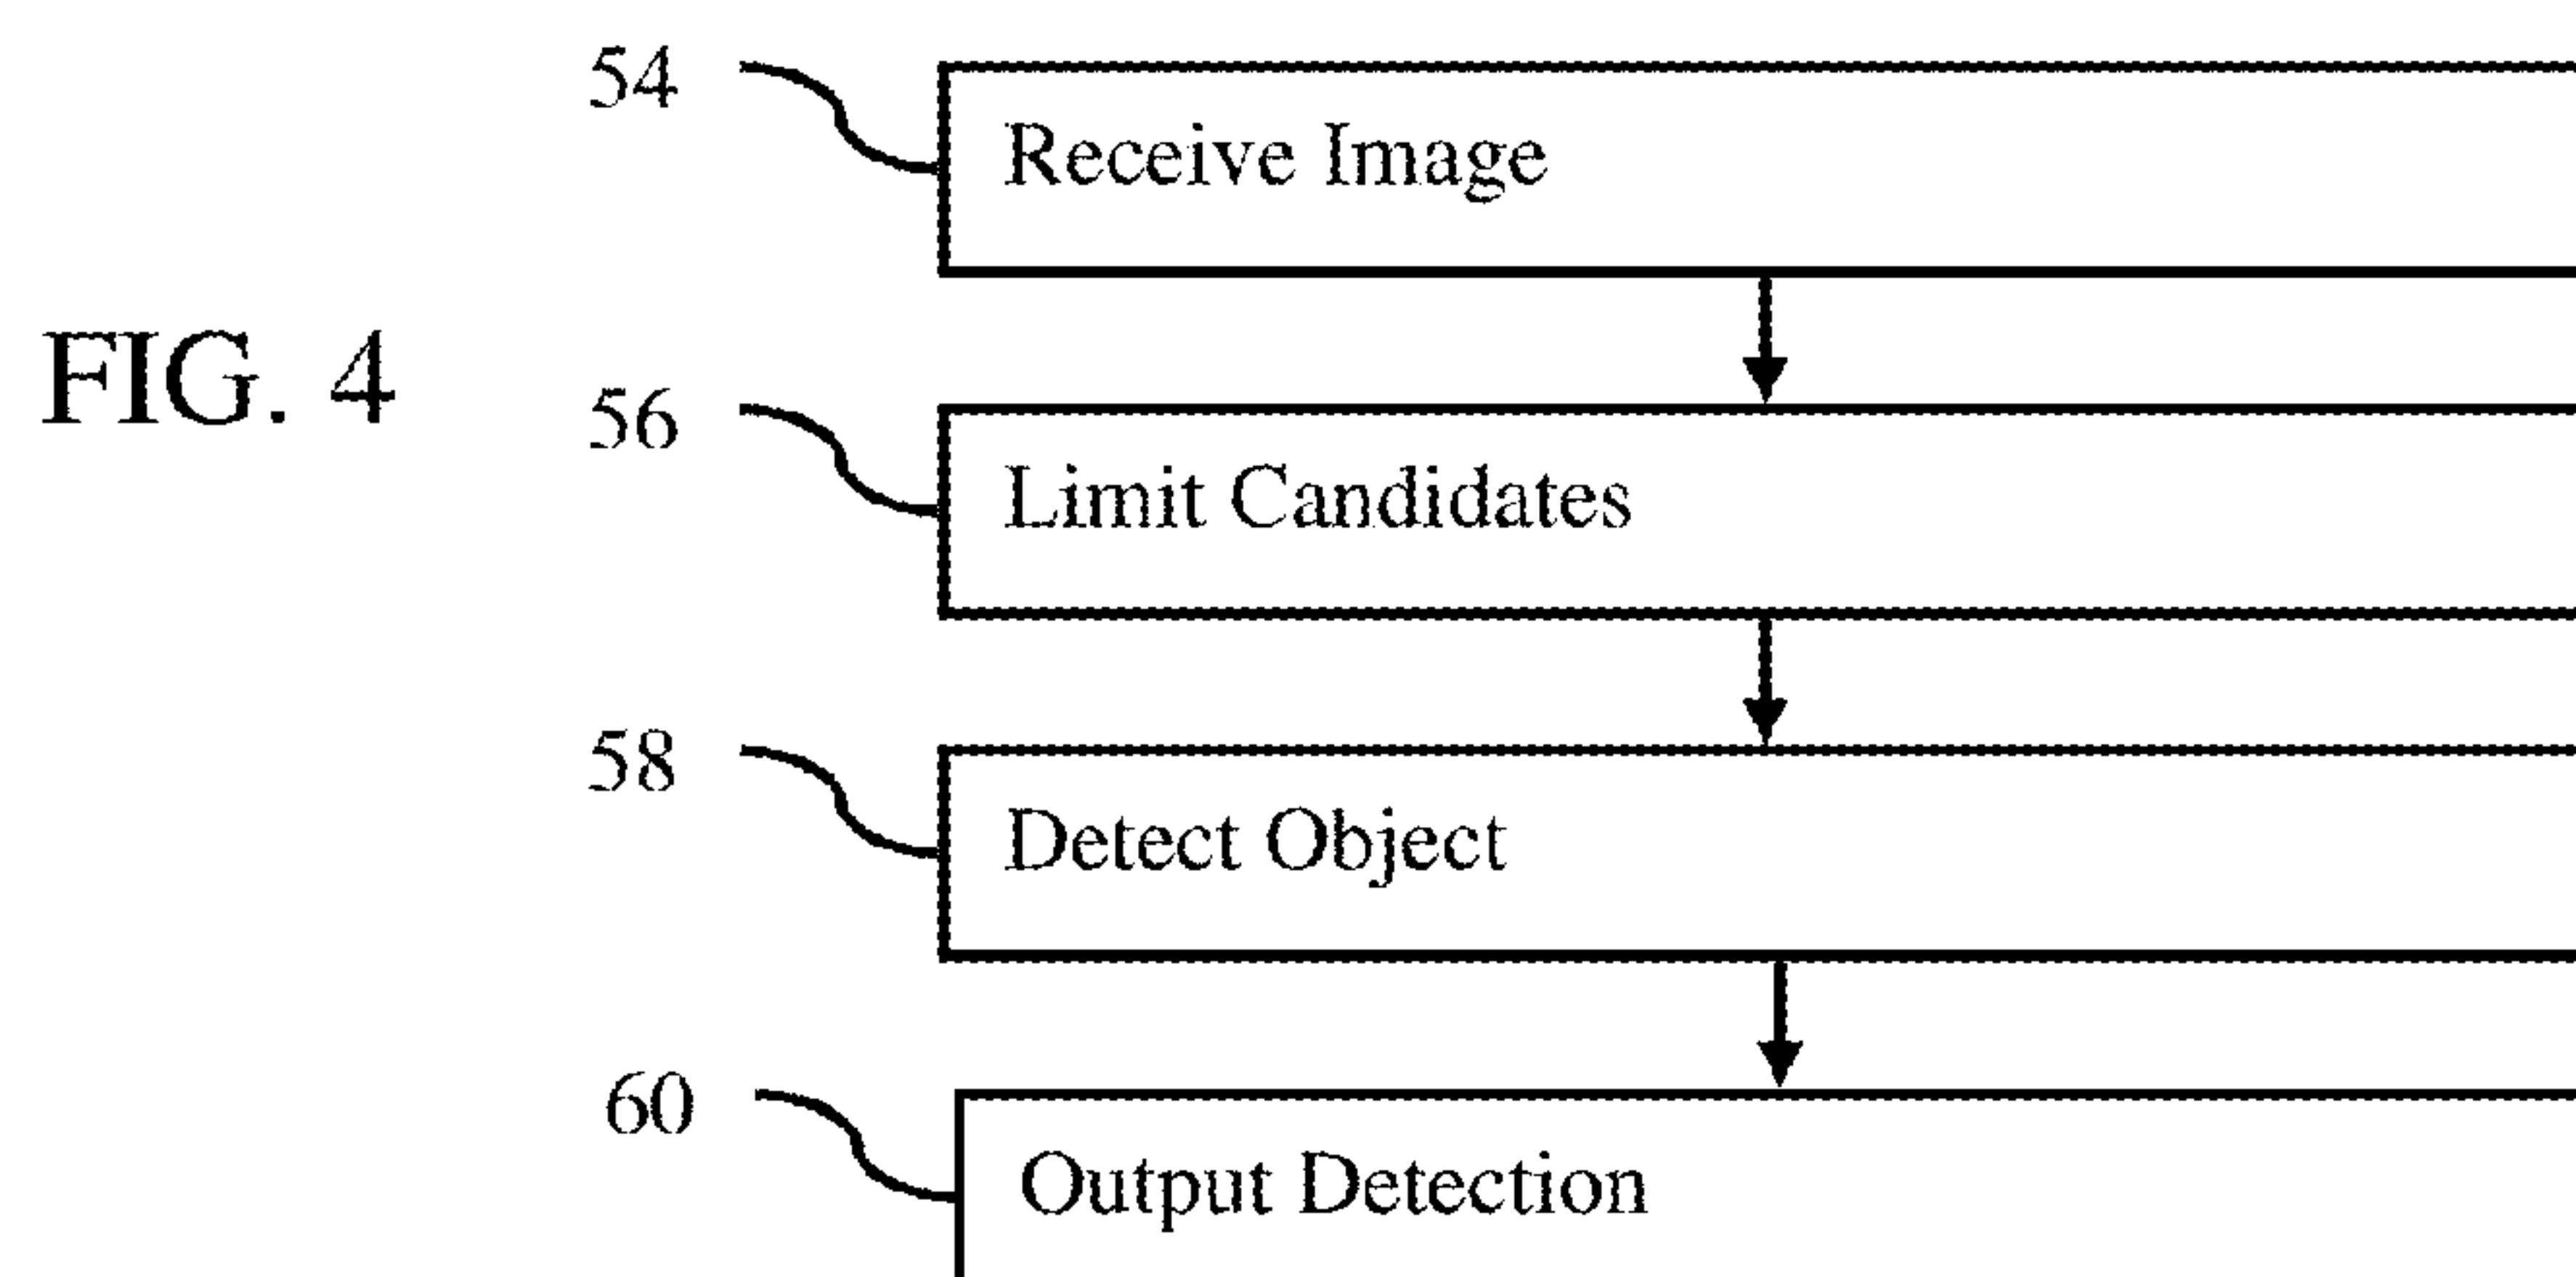 54
Receive Image
FIG. 4
56
Limit Candidates
58
Detect Object
60
Output Detection